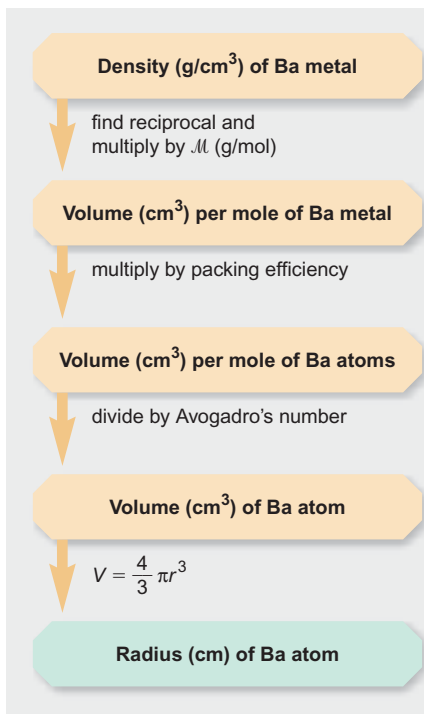 Density (g/cm³) of Ba metal
find reciprocal and
multiply by ℳ (g/mol)
Volume (cm³) per mole of Ba metal
multiply by packing efficiency
Volume (cm³) per mole of Ba atoms
divide by Avogadro’s number
Volume (cm³) of Ba atom
V = 4/3 πr³
Radius (cm) of Ba atom